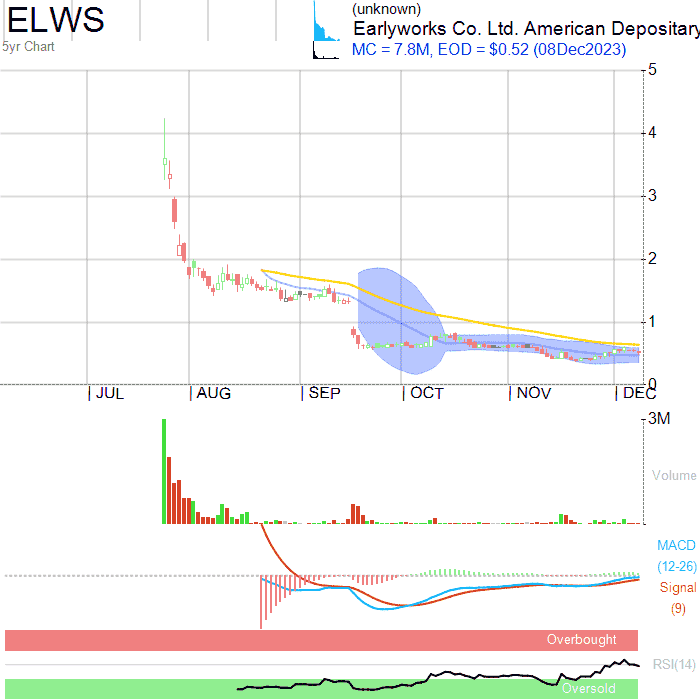 ELWS
(unknown)
Earlyworks Co. Ltd. American Depositary
5yr Chart
MC = 7.8M, EOD = $0.52 (08Dec2023)
5
4
3
2
1
0
JUL AUG SEP OCT NOV DEC
3M
Volume
MACD
(12-26)
Signal
(9)
Overbought
RSI(14)
Oversold